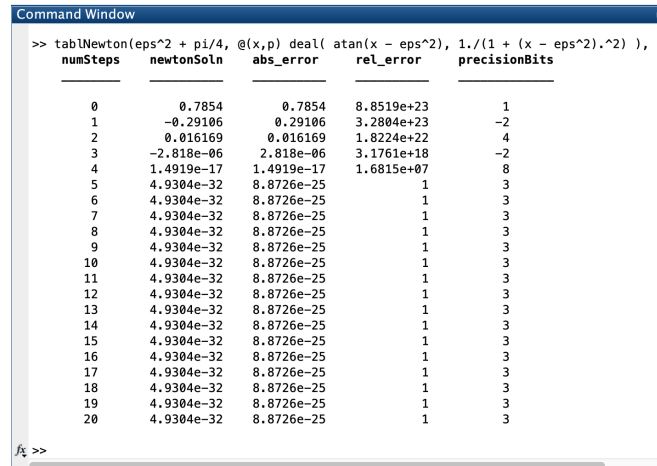 Command Window
>> tablNewton(eps^2 + pi/4, @(x,p) deal( atan(x - eps^2), 1./(1 + (x - eps^2).^2) ),
numSteps newtonSoln abs_error rel_error precisionBits
0 0.7854 0.7854 8.8519e+23 1
1 -0.29106 0.29106 3.2804e+23 -2
2 0.016169 0.016169 1.8224e+22 4
3 -2.818e-06 2.818e-06 3.1761e+18 -2
4 1.4919e-17 1.4919e-17 1.6815e+07 8
5 4.9304e-32 8.8726e-25 1 3
6 4.9304e-32 8.8726e-25 1 3
7 4.9304e-32 8.8726e-25 1 3
8 4.9304e-32 8.8726e-25 1 3
9 4.9304e-32 8.8726e-25 1 3
10 4.9304e-32 8.8726e-25 1 3
11 4.9304e-32 8.8726e-25 1 3
12 4.9304e-32 8.8726e-25 1 3
13 4.9304e-32 8.8726e-25 1 3
14 4.9304e-32 8.8726e-25 1 3
15 4.9304e-32 8.8726e-25 1 3
16 4.9304e-32 8.8726e-25 1 3
17 4.9304e-32 8.8726e-25 1 3
18 4.9304e-32 8.8726e-25 1 3
19 4.9304e-32 8.8726e-25 1 3
20 4.9304e-32 8.8726e-25 1 3
fx >>